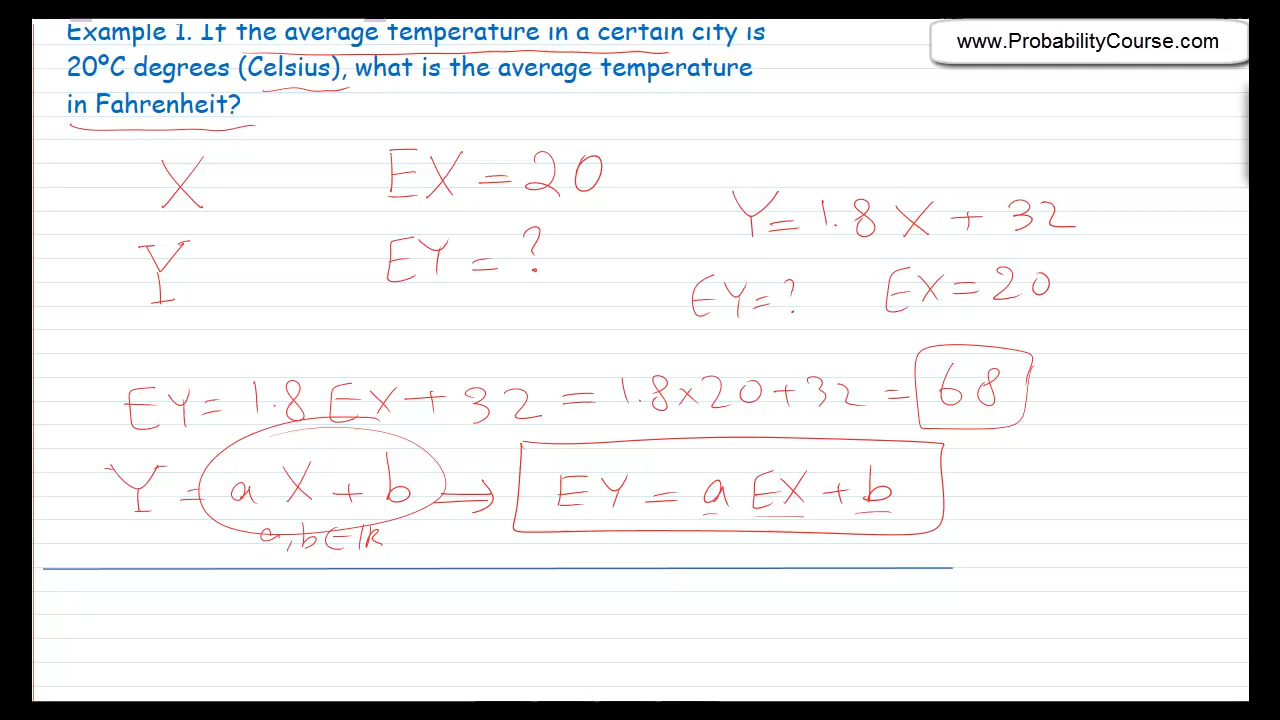 Example 1. If the average temperature in a certain city is
20°C degrees (Celsius), what is the average temperature
in Fahrenheit?
www.ProbabilityCourse.com
X EX = 20
Y EY = ?
Y = 1.8 X + 32
EY = ? EX = 20
EY = 1.8 EX + 32 = 1.8 × 20 + 32 = 68
Y = a X + b → EY = a EX + b
a, b ∈ ℝ